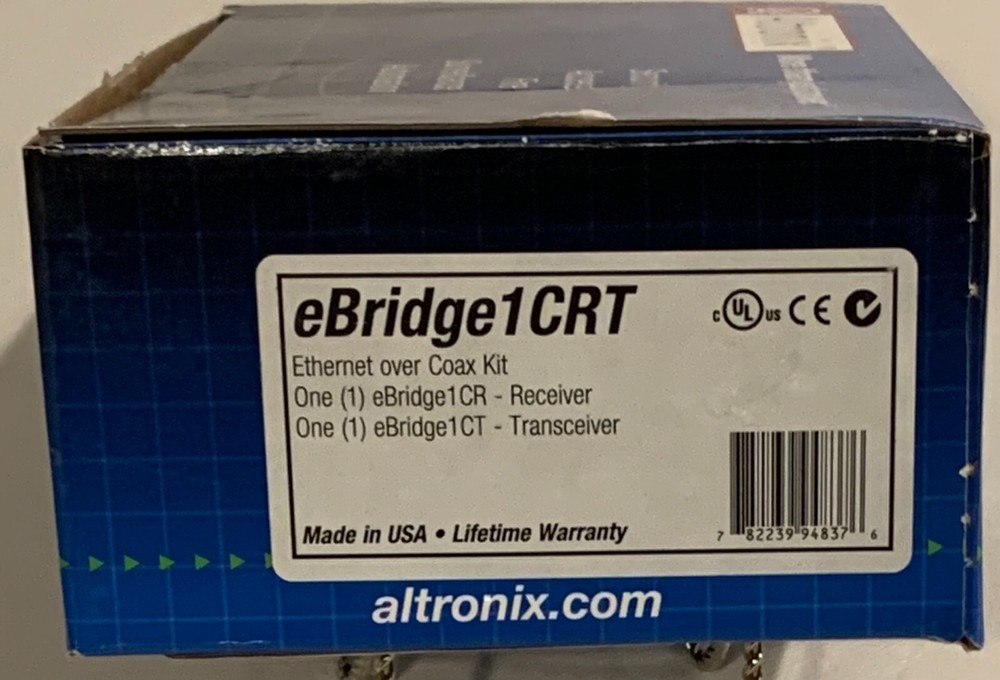 eBridge1CRT
c UL us CE
Ethernet over Coax Kit
One (1) eBridge1CR - Receiver
One (1) eBridge1CT - Transceiver
Made in USA • Lifetime Warranty
7 82239 94837 6
altronix.com